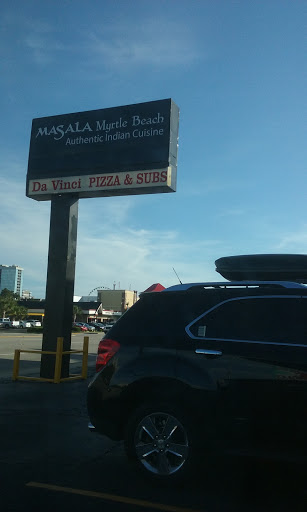 MASALA Myrtle Beach
Authentic Indian Cuisine
Da Vinci PIZZA & SUBS